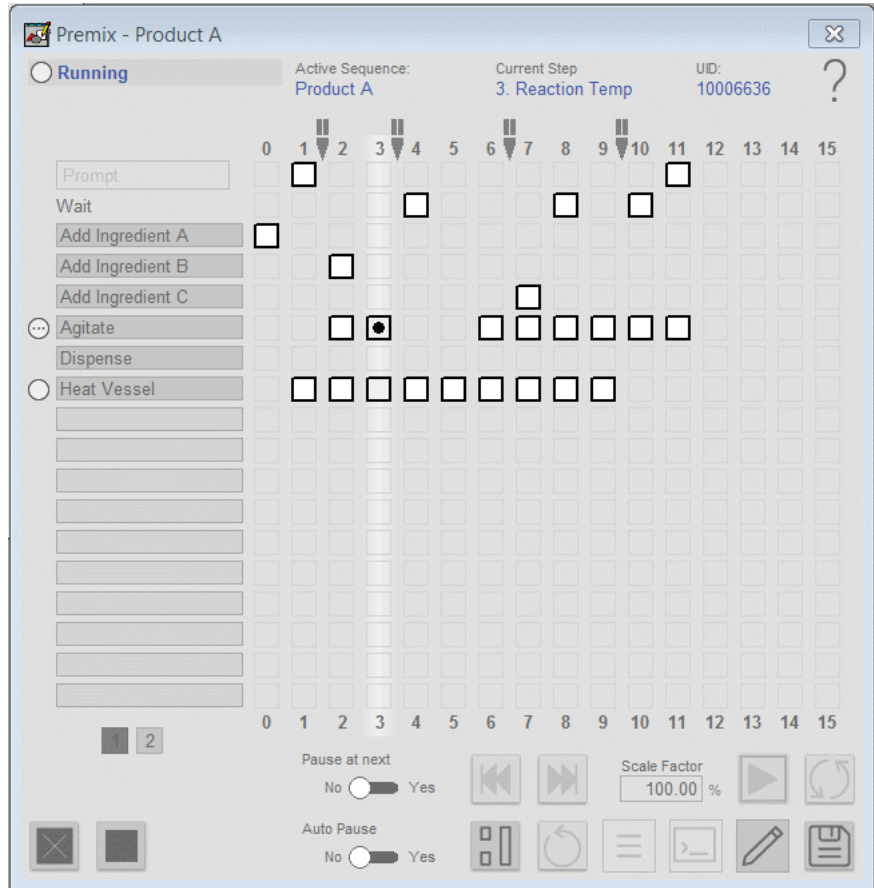 Premix - Product A
Running
Active Sequence:
Product A
Current Step
3. Reaction Temp
UID:
10006636
?
0 1 2 3 4 5 6 7 8 9 10 11 12 13 14 15
Prompt
Wait
Add Ingredient A
Add Ingredient B
Add Ingredient C
Agitate
Dispense
Heat Vessel
0 1 2 3 4 5 6 7 8 9 10 11 12 13 14 15
1 2
Pause at next
No Yes
Scale Factor
100.00 %
Auto Pause
No Yes